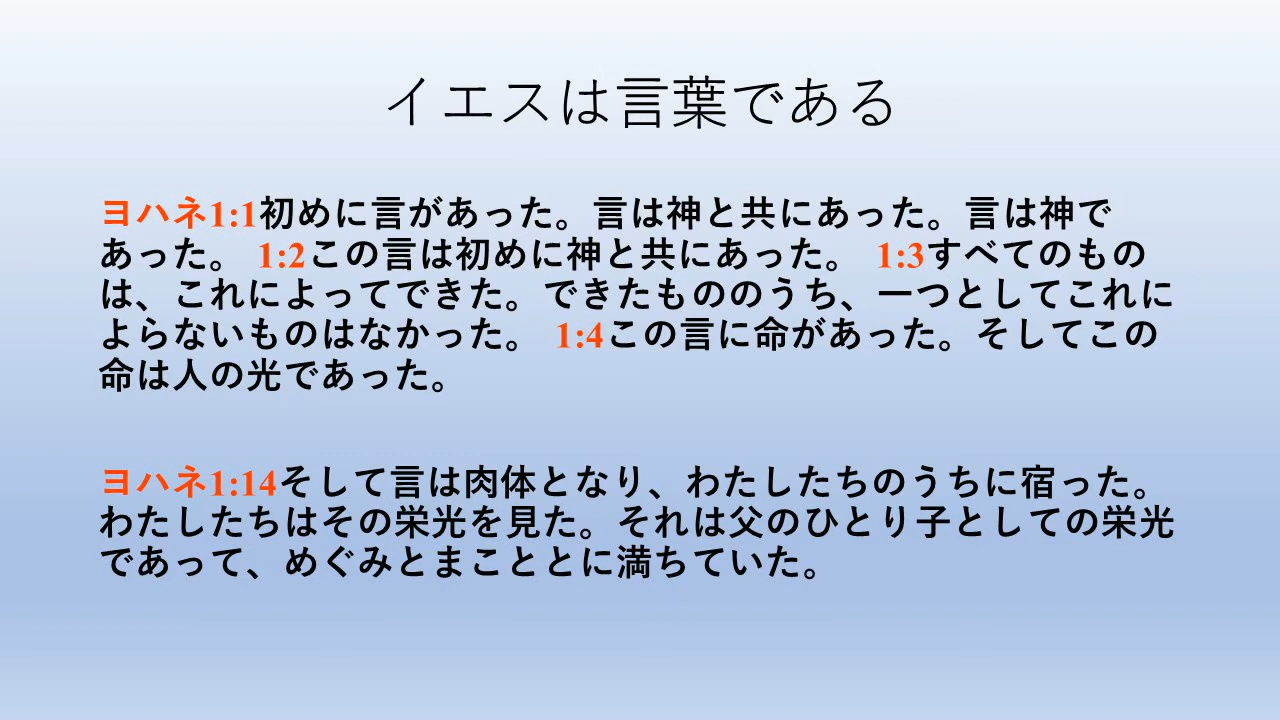 イエスは言葉である
ヨハネ1:1初めに言があった。言は神と共にあった。言は神で
あった。 1:2この言は初めに神と共にあった。 1:3すべてのもの
は、これによってできた。できたもののうち、一つとしてこれに
よらないものはなかった。 1:4この言に命があった。そしてこの
命は人の光であった。
ヨハネ1:14そして言は肉体となり、わたしたちのうちに宿った。
わたしたちはその栄光を見た。それは父のひとり子としての栄光
であって、めぐみとまこととに満ちていた。